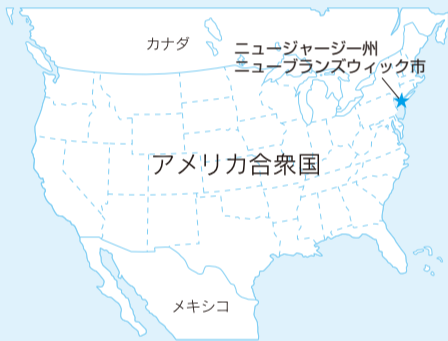 カナダ
ニュージャージー州
ニューブランズウィック市
アメリカ合衆国
メキシコ